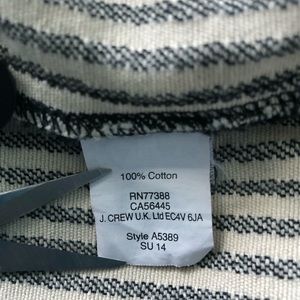 100% Cotton
RN77388
CA56445
J. CREW U.K. Ltd EC4V 6JA
Style A5389
SU 14